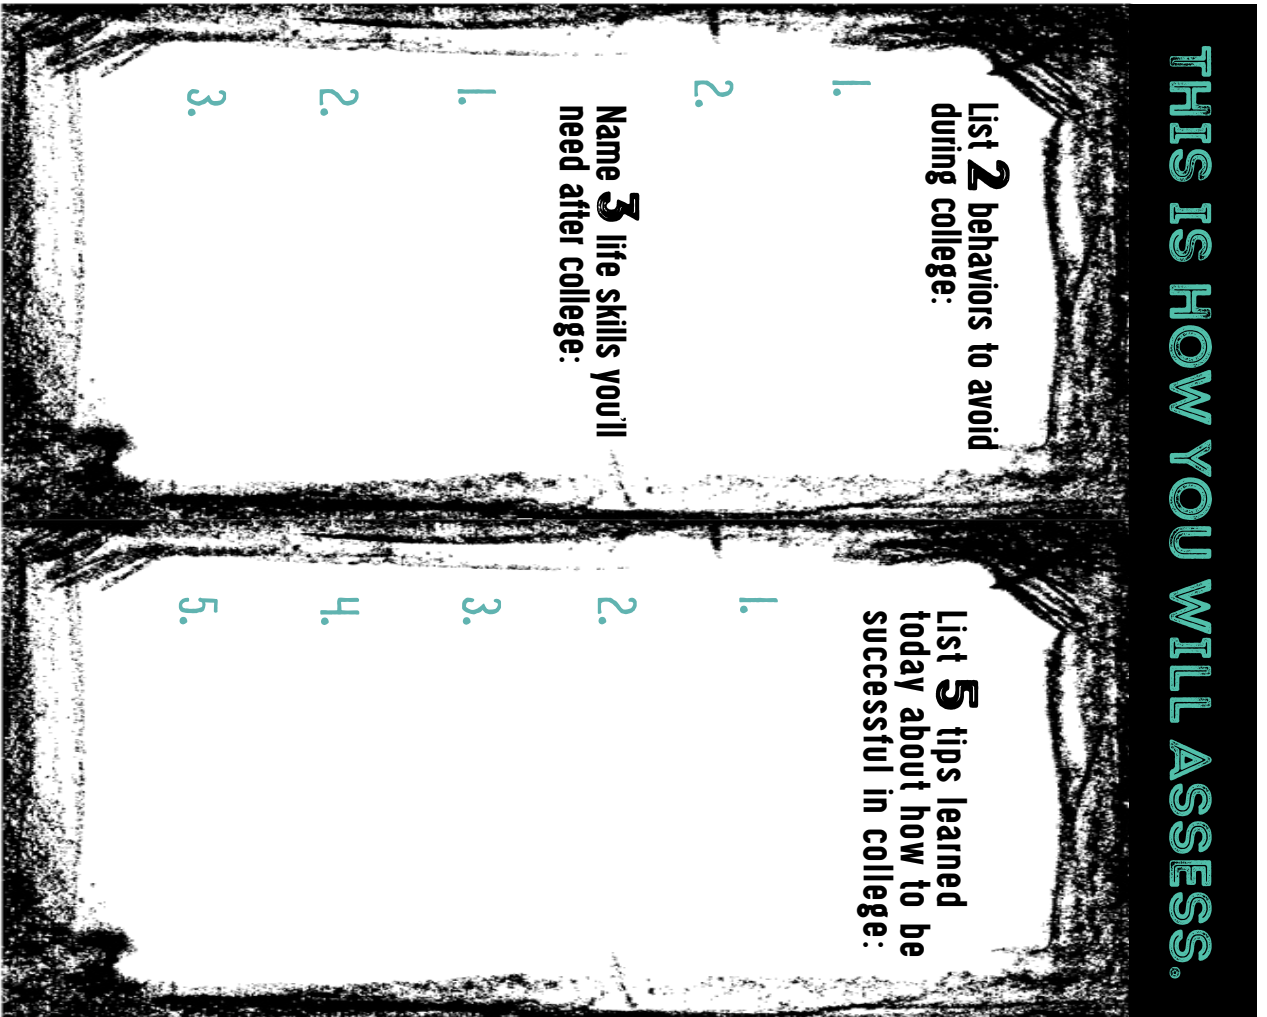 THIS IS HOW YOU WILL ASSESS.
List 5 tips learned
today about how to be
successful in college:
1.
2.
3.
4.
5.
List 2 behaviors to avoid
during college:
1.
2.
Name 3 life skills you'll
need after college:
1.
2.
3.